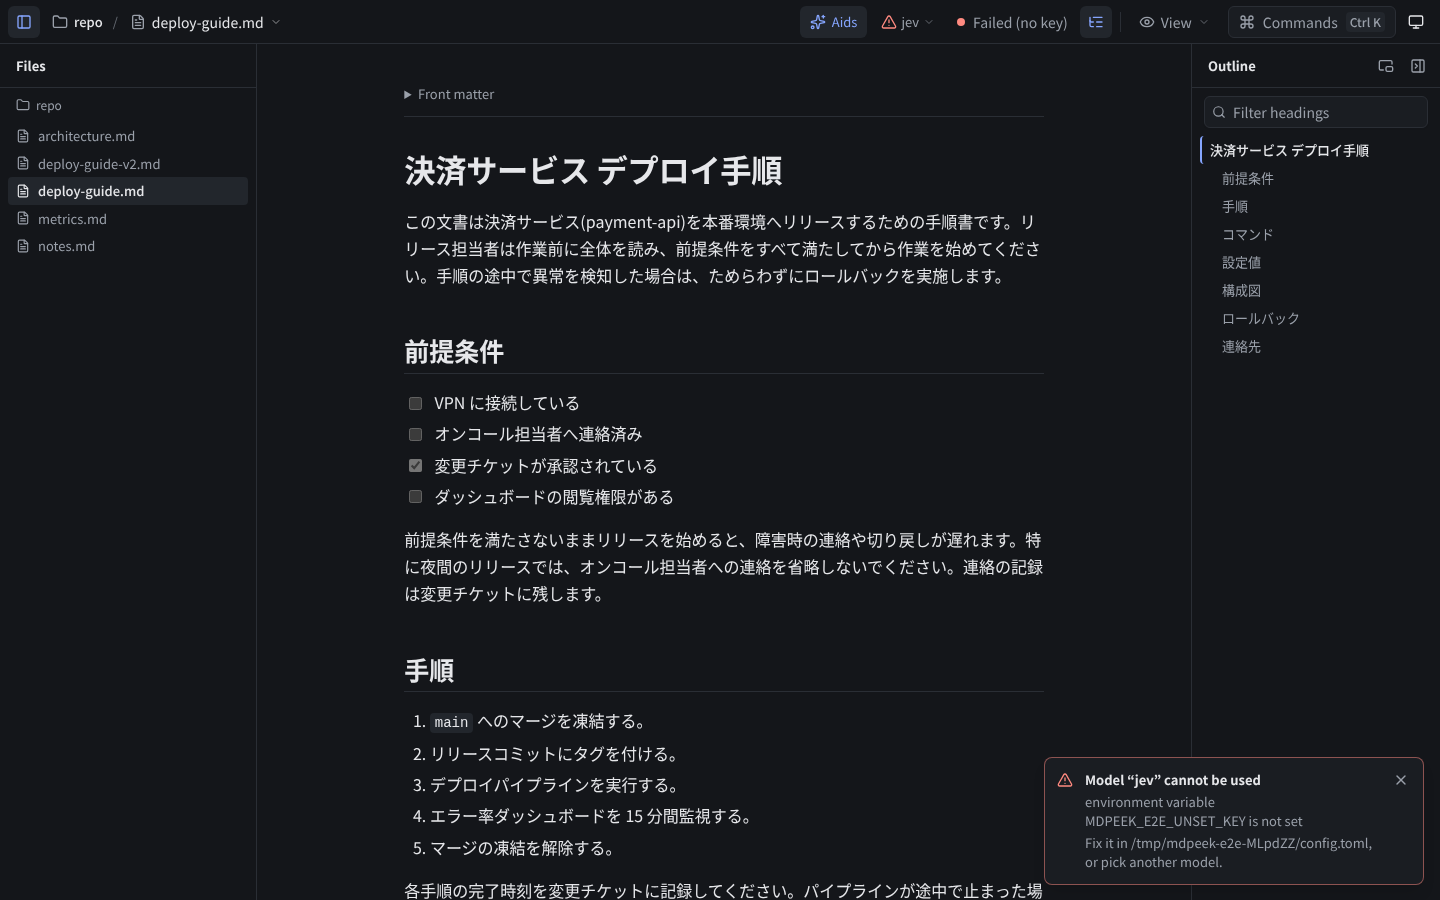 repo / deploy-guide.md
Aids
jev
Failed (no key)
View
Commands Ctrl K
Files
repo
architecture.md
deploy-guide-v2.md
deploy-guide.md
metrics.md
notes.md
Front matter
決済サービス デプロイ手順
この文書は決済サービス(payment-api)を本番環境へリリースするための手順書です。リ
リース担当者は作業前に全体を読み、前提条件をすべて満たしてから作業を始めてくださ
い。手順の途中で異常を検知した場合は、ためらわずにロールバックを実施します。
前提条件
VPN に接続している
オンコール担当者へ連絡済み
変更チケットが承認されている
ダッシュボードの閲覧権限がある
前提条件を満たさないままリリースを始めると、障害時の連絡や切り戻しが遅れます。特
に夜間のリリースでは、オンコール担当者への連絡を省略しないでください。連絡の記録
は変更チケットに残します。
手順
1. main へのマージを凍結する。
2. リリースコミットにタグを付ける。
3. デプロイパイプラインを実行する。
4. エラー率ダッシュボードを 15 分間監視する。
5. マージの凍結を解除する。
各手順の完了時刻を変更チケットに記録してください。パイプラインが途中で止まった場
Outline
Filter headings
決済サービス デプロイ手順
前提条件
手順
コマンド
設定値
構成図
ロールバック
連絡先
Model “jev” cannot be used
environment variable
MDPEEK_E2E_UNSET_KEY is not set
Fix it in /tmp/mdpeek-e2e-MLpdZZ/config.toml,
or pick another model.